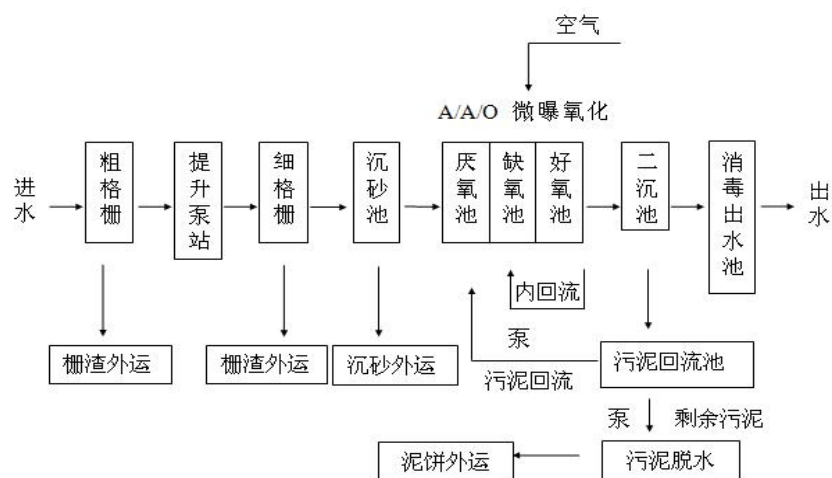 空气
A/A/O 微曝氧化
进水
粗格栅
提升泵站
细格栅
沉砂池
厌氧池
缺氧池
好氧池
二沉池
消毒出水池
出水
内回流
泵
污泥回流
栅渣外运
栅渣外运
沉砂外运
污泥回流池
泵
剩余污泥
泥饼外运
污泥脱水